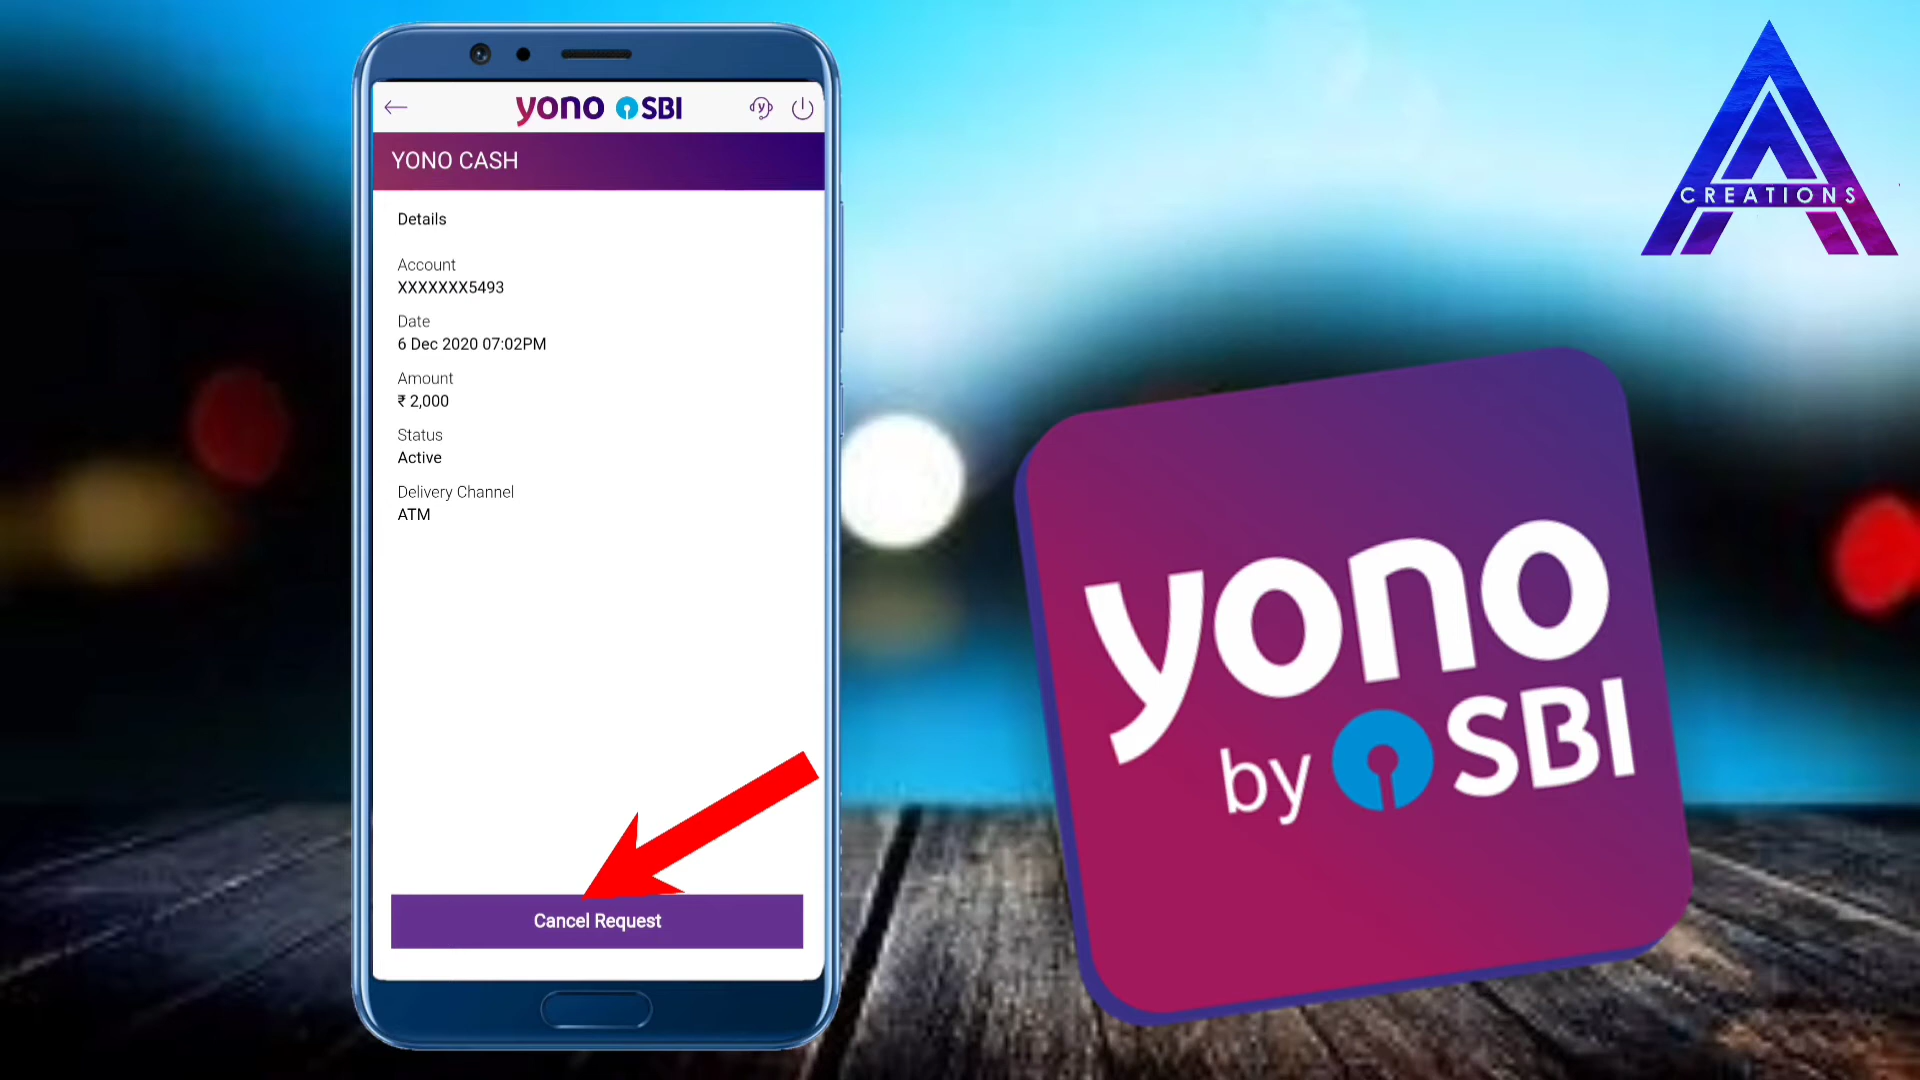 yono SBI
y
YONO CASH
Details
Account
XXXXXXX5493
Date
6 Dec 2020 07:02PM
Amount
₹ 2,000
Status
Active
Delivery Channel
ATM
Cancel Request
CREATIONS
yono
by SBI